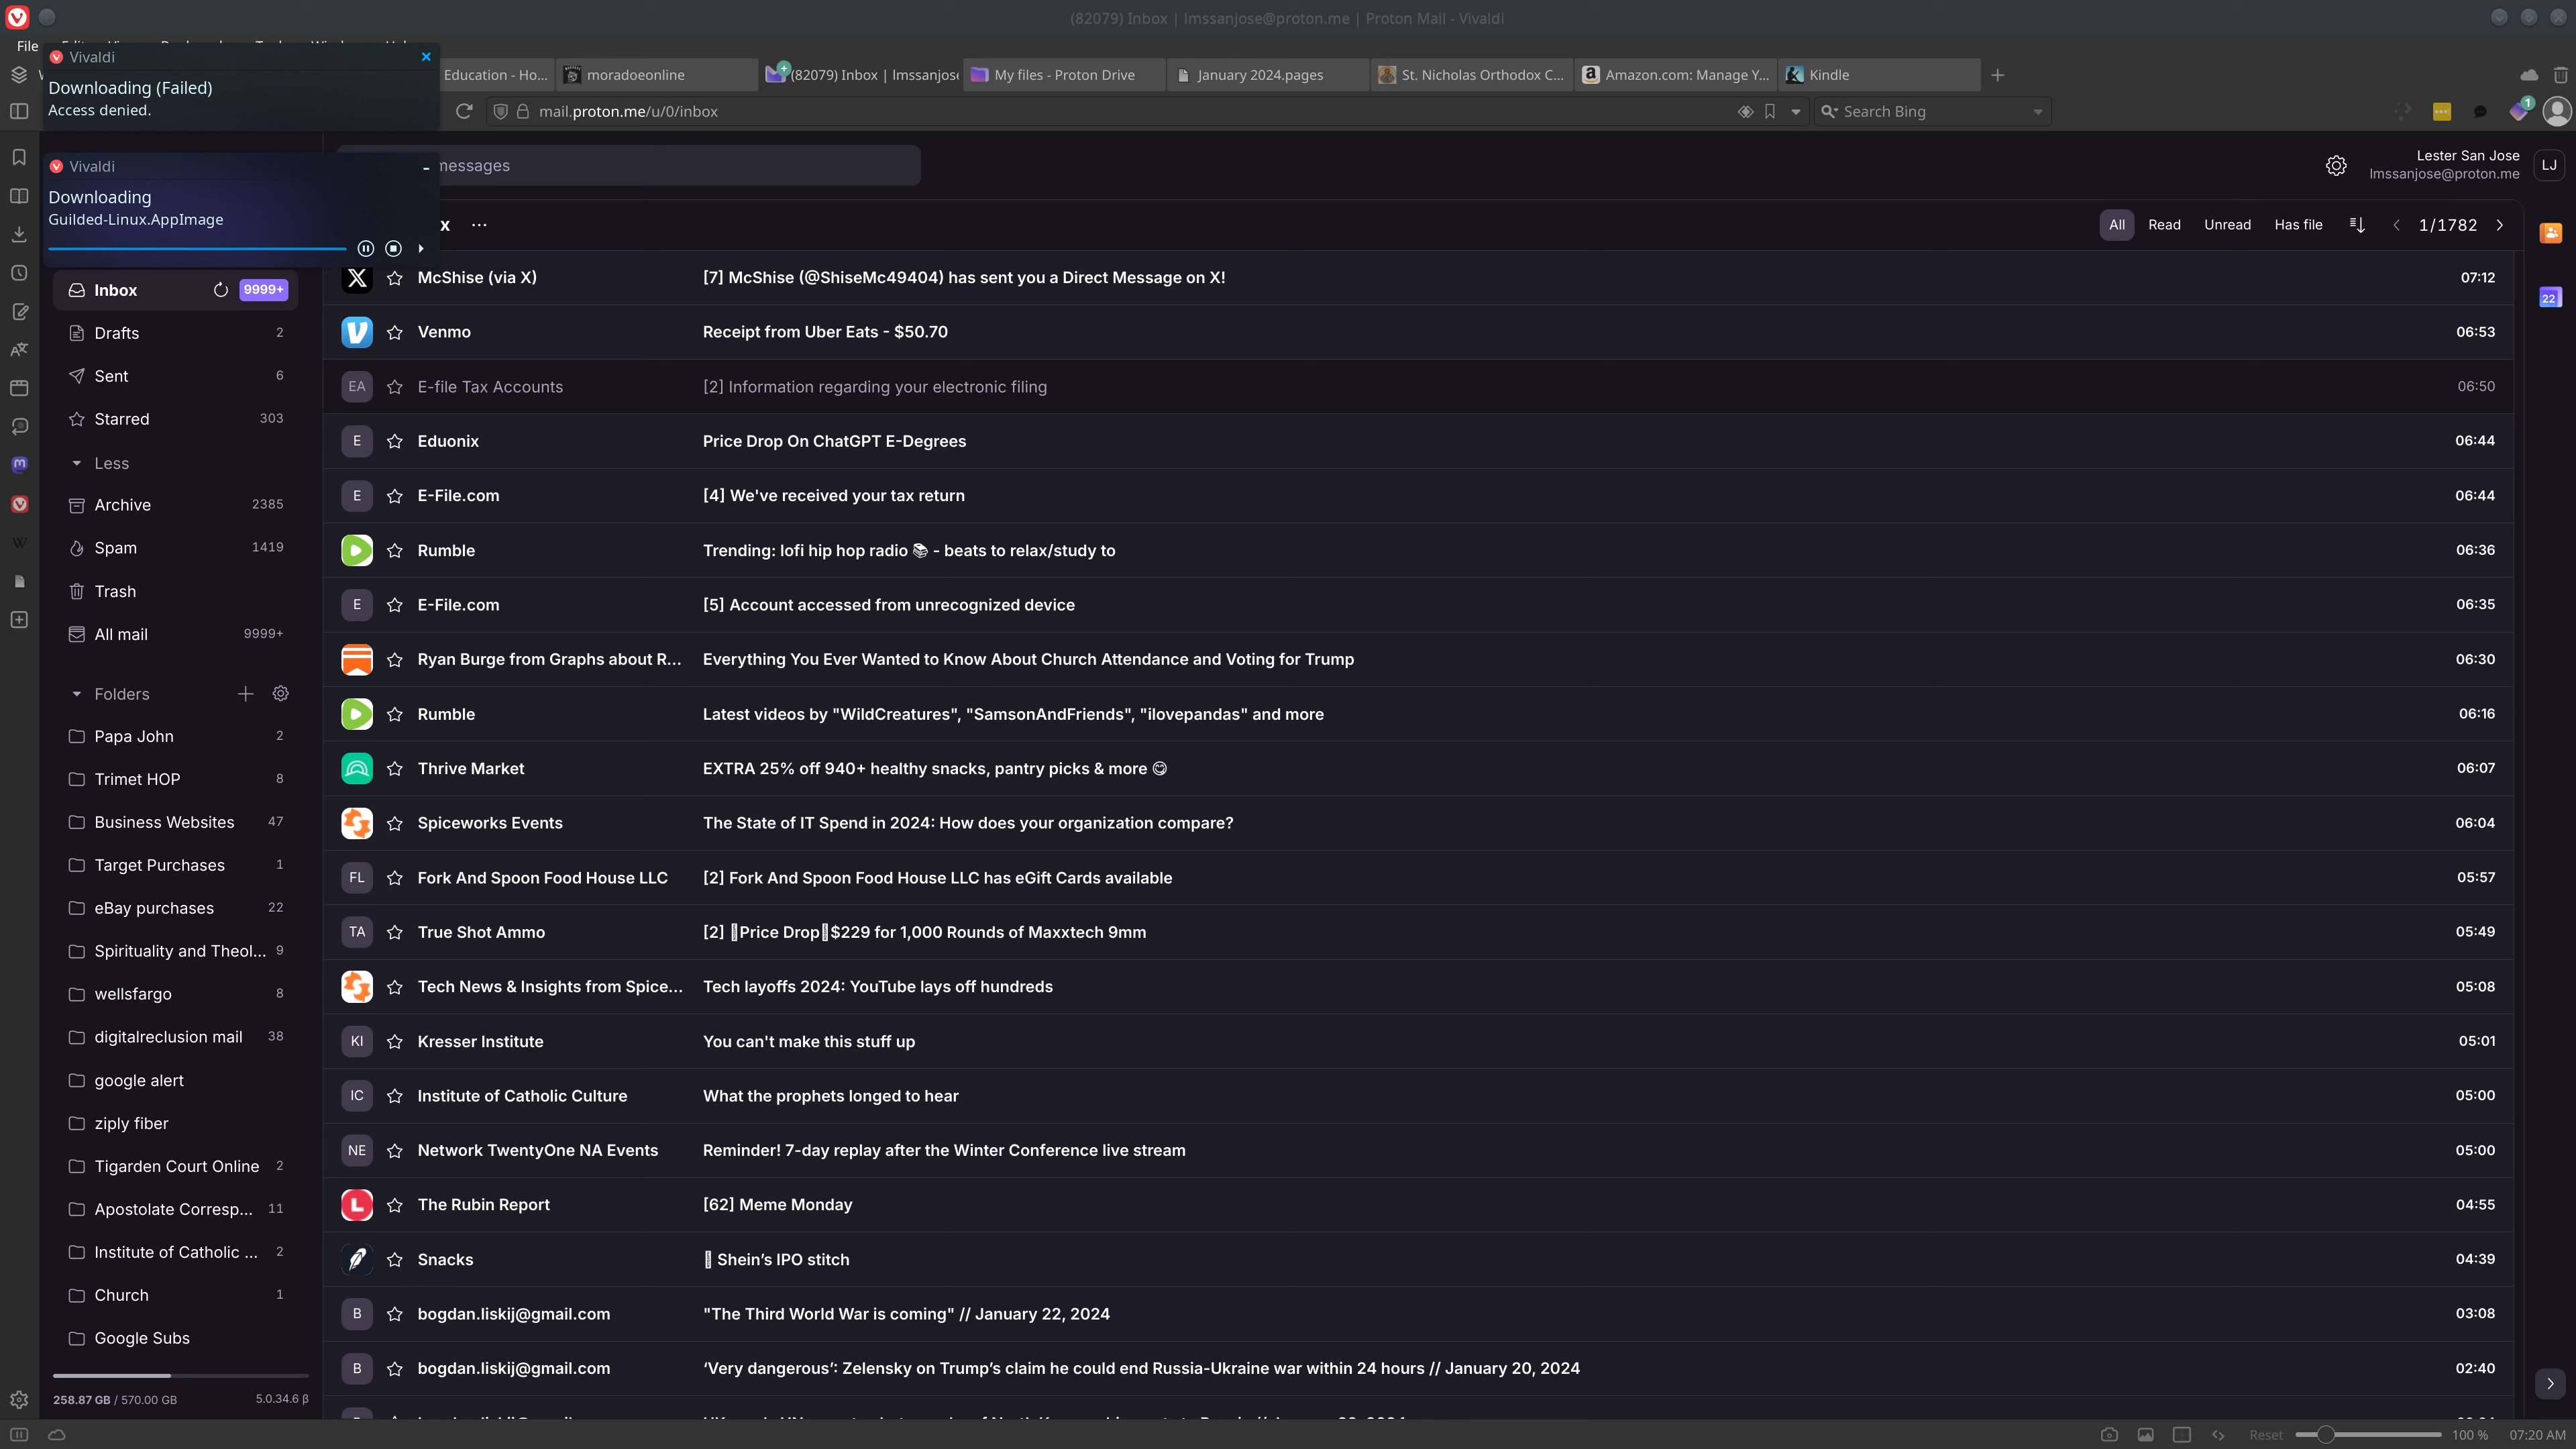 (82079) Inbox | lmssanjose@proton.me | Proton Mail - Vivaldi
File
Vivaldi
Downloading (Failed)
Access denied.
Education - Ho...
moradoeonline
(82079) Inbox | lmssanjose
My files - Proton Drive
January 2024.pages
St. Nicholas Orthodox C...
Amazon.com: Manage Y...
Kindle
mail.proton.me/u/0/inbox
Search Bing
1
Vivaldi
Downloading
Guilded-Linux.AppImage
messages
Lester San Jose
lmssanjose@proton.me
LJ
x ...
All
Read
Unread
Has file
1/1782
22
Inbox 9999+
Drafts 2
Sent 6
Starred 303
Less
Archive 2385
Spam 1419
Trash
All mail 9999+
Folders
Papa John 2
Trimet HOP 8
Business Websites 47
Target Purchases 1
eBay purchases 22
Spirituality and Theol... 9
wellsfargo 8
digitalreclusion mail 38
google alert
ziply fiber
Tigarden Court Online 2
Apostolate Corresp... 11
Institute of Catholic ... 2
Church 1
Google Subs
258.87 GB / 570.00 GB 5.0.34.6 β
McShise (via X) [7] McShise (@ShiseMc49404) has sent you a Direct Message on X! 07:12
Venmo Receipt from Uber Eats - $50.70 06:53
EA E-file Tax Accounts [2] Information regarding your electronic filing 06:50
E Eduonix Price Drop On ChatGPT E-Degrees 06:44
E E-File.com [4] We've received your tax return 06:44
Rumble Trending: lofi hip hop radio 📚 - beats to relax/study to 06:36
E E-File.com [5] Account accessed from unrecognized device 06:35
Ryan Burge from Graphs about R... Everything You Ever Wanted to Know About Church Attendance and Voting for Trump 06:30
Rumble Latest videos by "WildCreatures", "SamsonAndFriends", "ilovepandas" and more 06:16
Thrive Market EXTRA 25% off 940+ healthy snacks, pantry picks & more 😋 06:07
Spiceworks Events The State of IT Spend in 2024: How does your organization compare? 06:04
FL Fork And Spoon Food House LLC [2] Fork And Spoon Food House LLC has eGift Cards available 05:57
TA True Shot Ammo [2] Price Drop $229 for 1,000 Rounds of Maxxtech 9mm 05:49
Tech News & Insights from Spice... Tech layoffs 2024: YouTube lays off hundreds 05:08
KI Kresser Institute You can't make this stuff up 05:01
IC Institute of Catholic Culture What the prophets longed to hear 05:00
NE Network TwentyOne NA Events Reminder! 7-day replay after the Winter Conference live stream 05:00
L The Rubin Report [62] Meme Monday 04:55
Snacks Shein’s IPO stitch 04:39
B bogdan.liskij@gmail.com "The Third World War is coming" // January 22, 2024 03:08
B bogdan.liskij@gmail.com ‘Very dangerous’: Zelensky on Trump’s claim he could end Russia-Ukraine war within 24 hours // January 20, 2024 02:40
Reset 100 % 07:20 AM